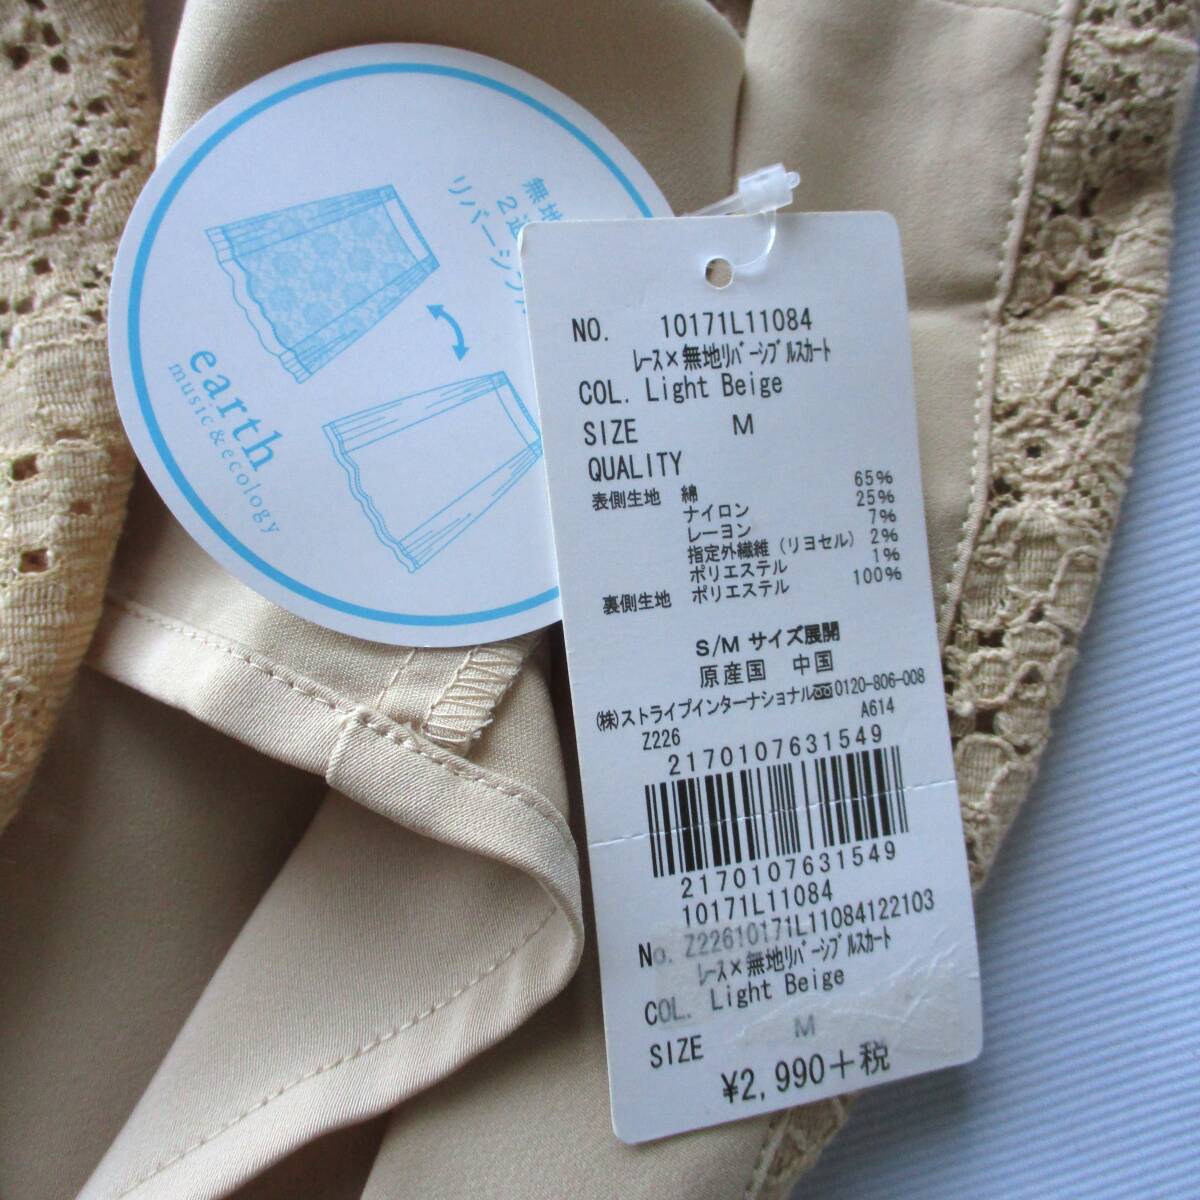 無地
2通
リバーシブル
earth
music&ecology
NO. 10171L11084
レース×無地リバーシブルスカート
COL. Light Beige
SIZE M
QUALITY
表側生地 綿 65%
ナイロン 25%
レーヨン 7%
指定外繊維（リヨセル） 2%
ポリエステル 1%
裏側生地 ポリエステル 100%
S/M サイズ展開
原産国 中国
(株)ストライプインターナショナル 0120-806-008
Z226 A614
2170107631549
2170107631549
10171L11084
No. Z22610171L11084122103
レース×無地リバーシブルスカート
COL. Light Beige
SIZE M
¥2,990+税